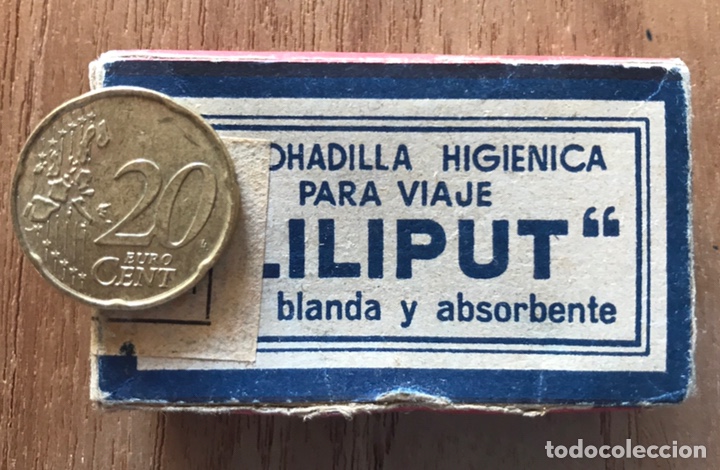 20
EURO
CENT
OHADILLA HIGIENICA
PARA VIAJE
LILIPUT"
blanda y absorbente
todocoleccion